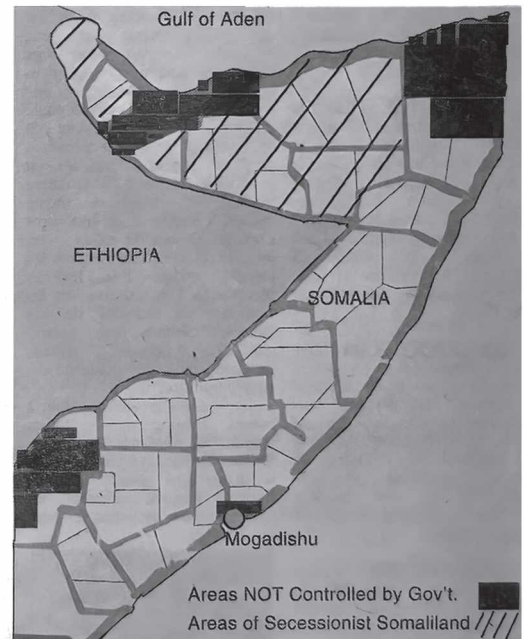 Gulf of Aden
ETHIOPIA
SOMALIA
Mogadishu
Areas NOT Controlled by Gov't.
Areas of Secessionist Somaliland